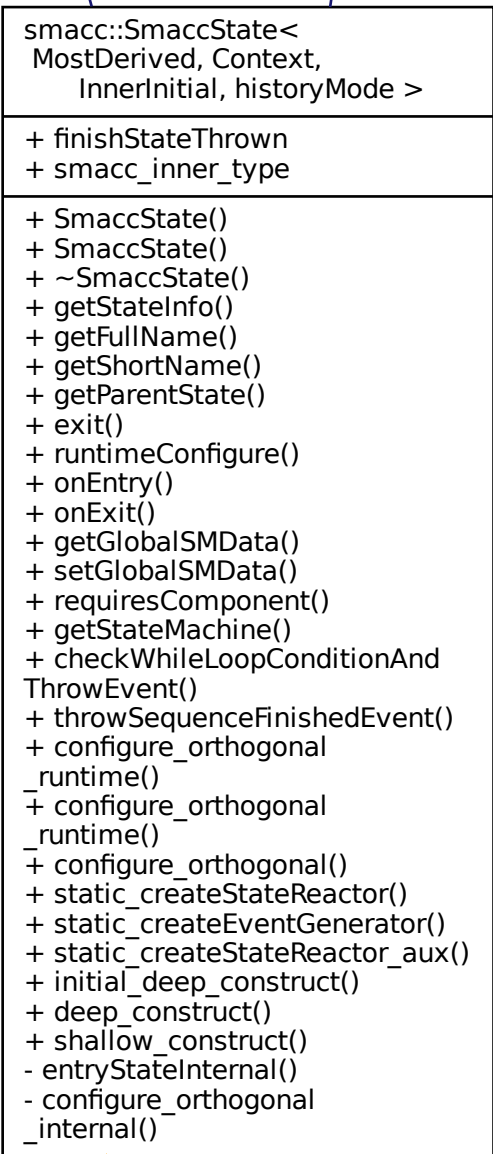 smacc::SmaccState<
MostDerived, Context,
InnerInitial, historyMode >
+ finishStateThrown
+ smacc_inner_type
+ SmaccState()
+ SmaccState()
+ ~SmaccState()
+ getStateInfo()
+ getFullName()
+ getShortName()
+ getParentState()
+ exit()
+ runtimeConfigure()
+ onEntry()
+ onExit()
+ getGlobalSMData()
+ setGlobalSMData()
+ requiresComponent()
+ getStateMachine()
+ checkWhileLoopConditionAnd
ThrowEvent()
+ throwSequenceFinishedEvent()
+ configure_orthogonal
_runtime()
+ configure_orthogonal
_runtime()
+ configure_orthogonal()
+ static_createStateReactor()
+ static_createEventGenerator()
+ static_createStateReactor_aux()
+ initial_deep_construct()
+ deep_construct()
+ shallow_construct()
- entryStateInternal()
- configure_orthogonal
_internal()